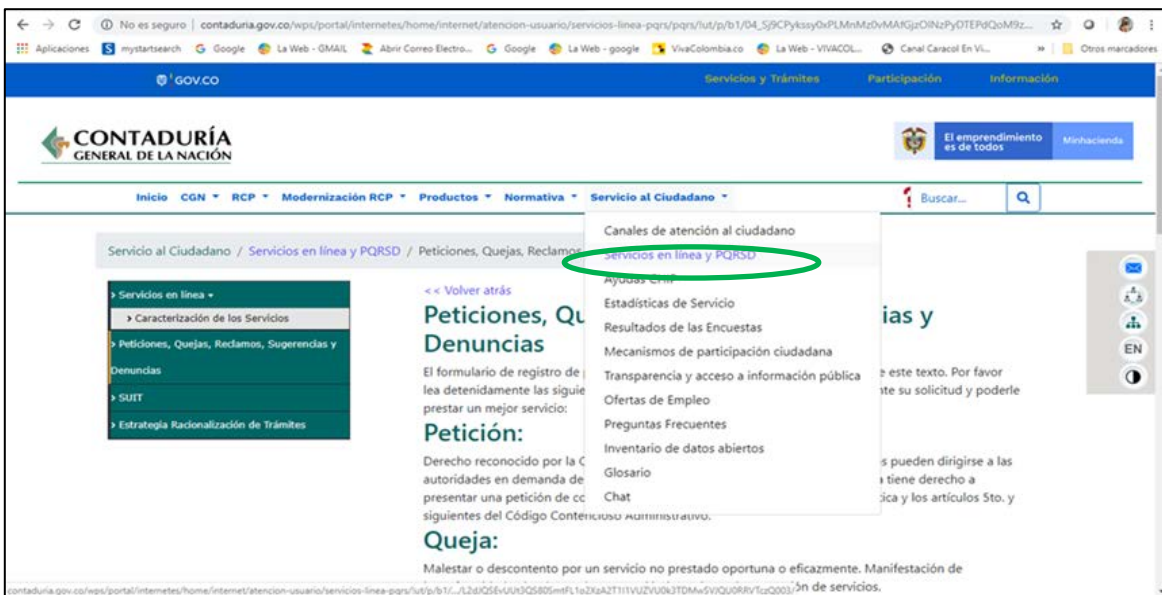 No es seguro | contaduria.gov.co/wps/portal/internetes/home/internet/atencion-usuario/servicios-linea-pqrs/pqrs/!ut/p/b1/
Aplicaciones mystartsearch Google La Web - GMAIL Abrir Correo Electro... Google La Web - google VivaColombia.co La Web - VIVACOL... Canal Caracol En Vi... » Otros marcadores
GOV.CO Servicios y Trámites Participación Información
CONTADURÍA
GENERAL DE LA NACIÓN
El emprendimiento
es de todos
Minhacienda
Inicio CGN RCP Modernización RCP Productos Normativa Servicio al Ciudadano Buscar...
Servicio al Ciudadano / Servicios en línea y PQRSD / Peticiones, Quejas, Reclamos
Canales de atención al ciudadano
Servicios en línea y PQRSD
Ayudas CHIP
Estadísticas de Servicio
Resultados de las Encuestas
Mecanismos de participación ciudadana
Transparencia y acceso a información pública
Ofertas de Empleo
Preguntas Frecuentes
Inventario de datos abiertos
Glosario
Chat
› Servicios en línea
› Caracterización de los Servicios
› Peticiones, Quejas, Reclamos, Sugerencias y
Denuncias
› SUIT
› Estrategia Racionalización de Trámites
<< Volver atrás
Peticiones, Qu ias y
Denuncias
El formulario de registro de e este texto. Por favor
lea detenidamente las siguie nte su solicitud y poderle
prestar un mejor servicio:
Petición:
Derecho reconocido por la C s pueden dirigirse a las
autoridades en demanda de a tiene derecho a
presentar una petición de co tica y los artículos 5to. y
siguientes del Código Contencioso Administrativo.
Queja:
Malestar o descontento por un servicio no prestado oportuna o eficazmente. Manifestación de
ón de servicios.
EN